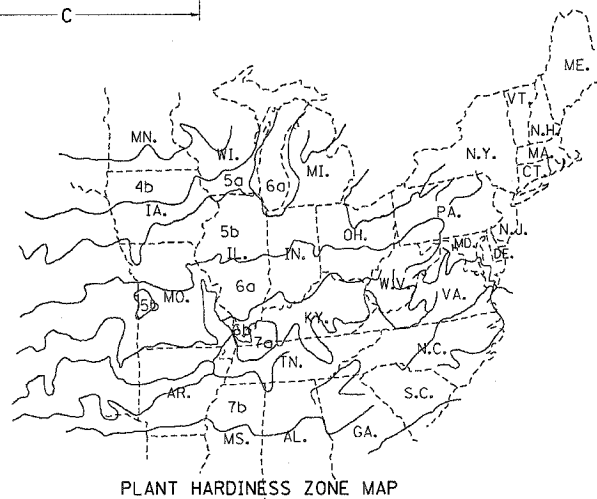 C
ME.
VT.
N.H.
MN.
WI.
N.Y.
MA.
CT.
4b
5a
6a
MI.
IA.
5b
OH.
PA.
N.J.
IL.
IN.
MD.
DE.
6a
W.V.
5b
MO.
VA.
KY.
6b
7a
N.C.
TN.
AR.
S.C.
7b
MS.
AL.
GA.
PLANT HARDINESS ZONE MAP